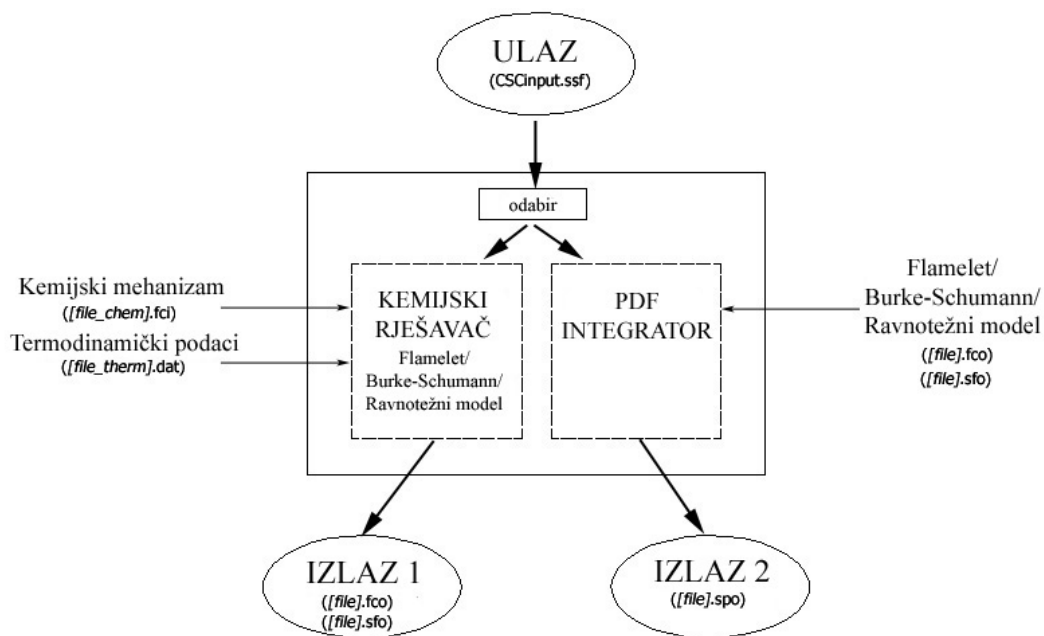 ULAZ
(CSCinput.ssf)
odabir
Kemijski mehanizam
([file_chem].fci)
Termodinamički podaci
([file_therm].dat)
KEMIJSKI
RJEŠAVAČ
Flamelet/
Burke-Schumann/
Ravnotežni model
PDF
INTEGRATOR
Flamelet/
Burke-Schumann/
Ravnotežni model
([file].fco)
([file].sfo)
IZLAZ 1
([file].fco)
([file].sfo)
IZLAZ 2
([file].spo)